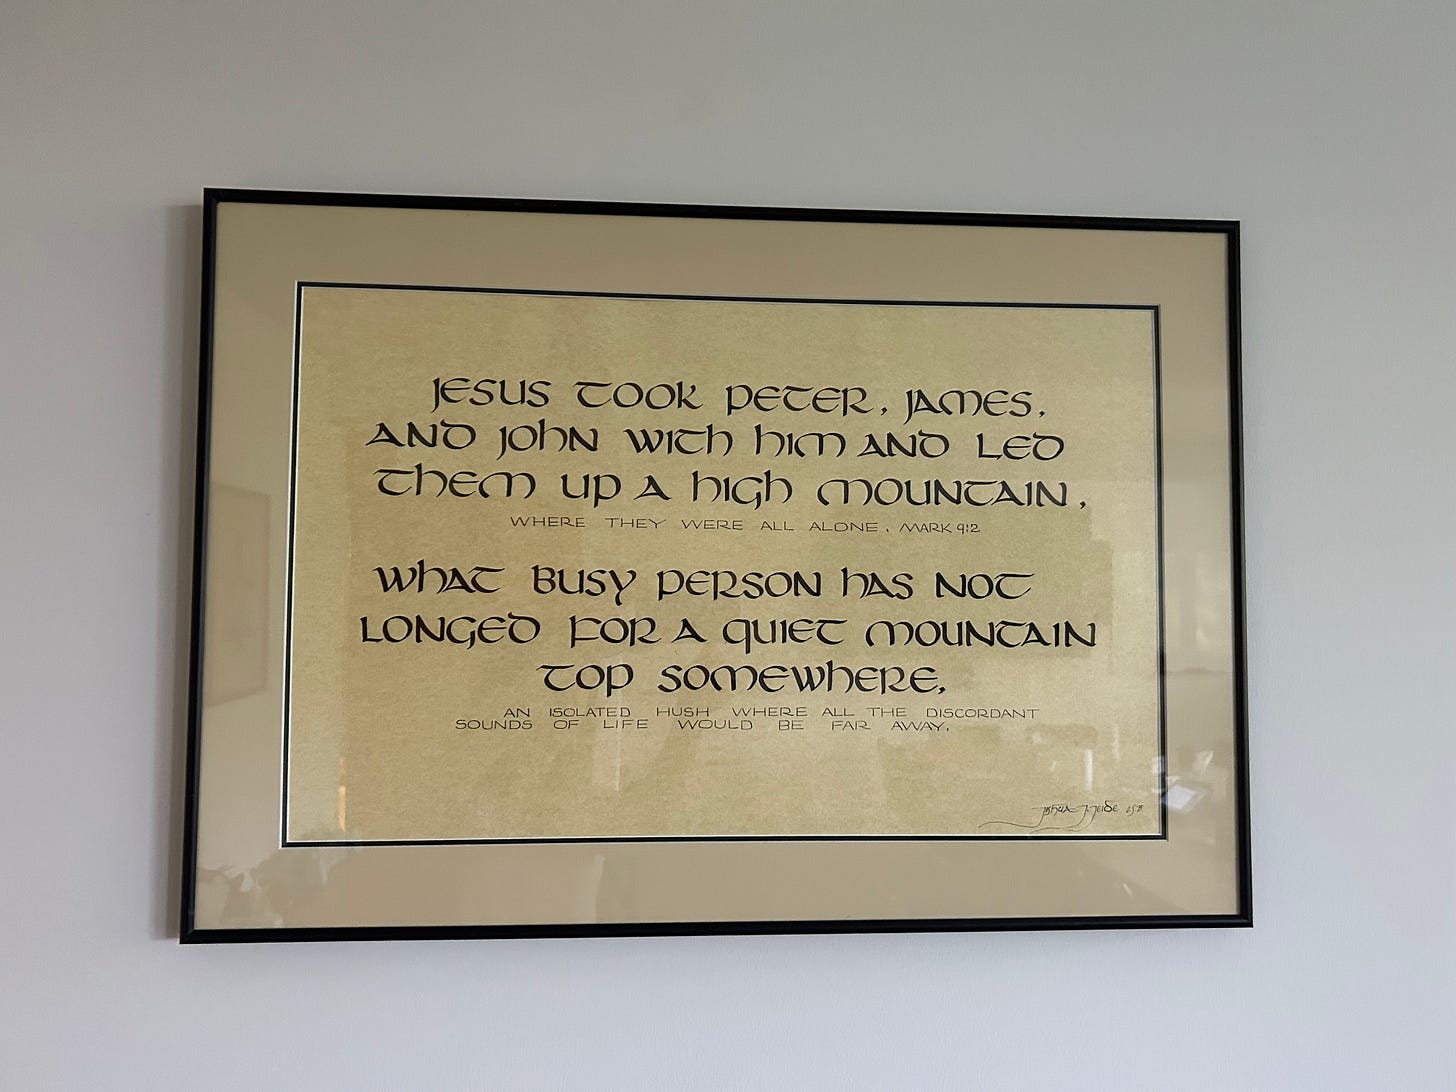 JESUS TOOK PETER, JAMES,
AND JOHN WITH HIM AND LED
THEM UP A HIGH MOUNTAIN,
WHERE THEY WERE ALL ALONE. MARK 9:2
WHAT BUSY PERSON HAS NOT
LONGED FOR A QUIET MOUNTAIN
TOP SOMEWHERE,
AN ISOLATED HUSH WHERE ALL THE DISCORDANT
SOUNDS OF LIFE WOULD BE FAR AWAY.
JOSHUA J. JEIDE